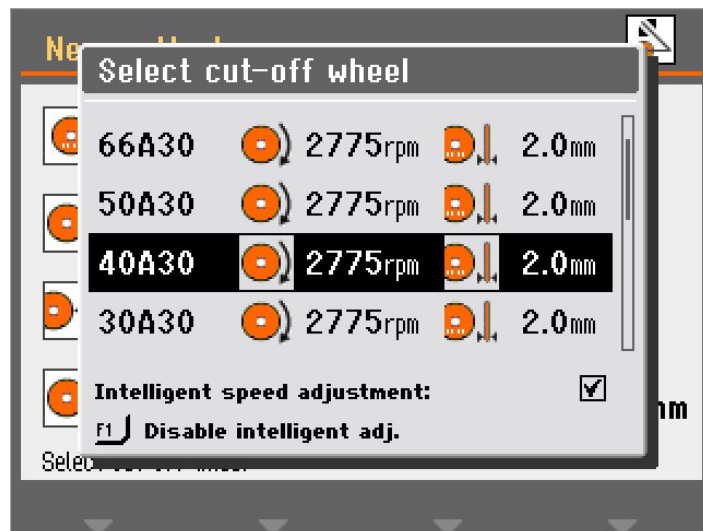 Select cut-off wheel
66A30 2775rpm 2.0mm
50A30 2775rpm 2.0mm
40A30 2775rpm 2.0mm
30A30 2775rpm 2.0mm
Intelligent speed adjustment:
F1 Disable intelligent adj.
mm